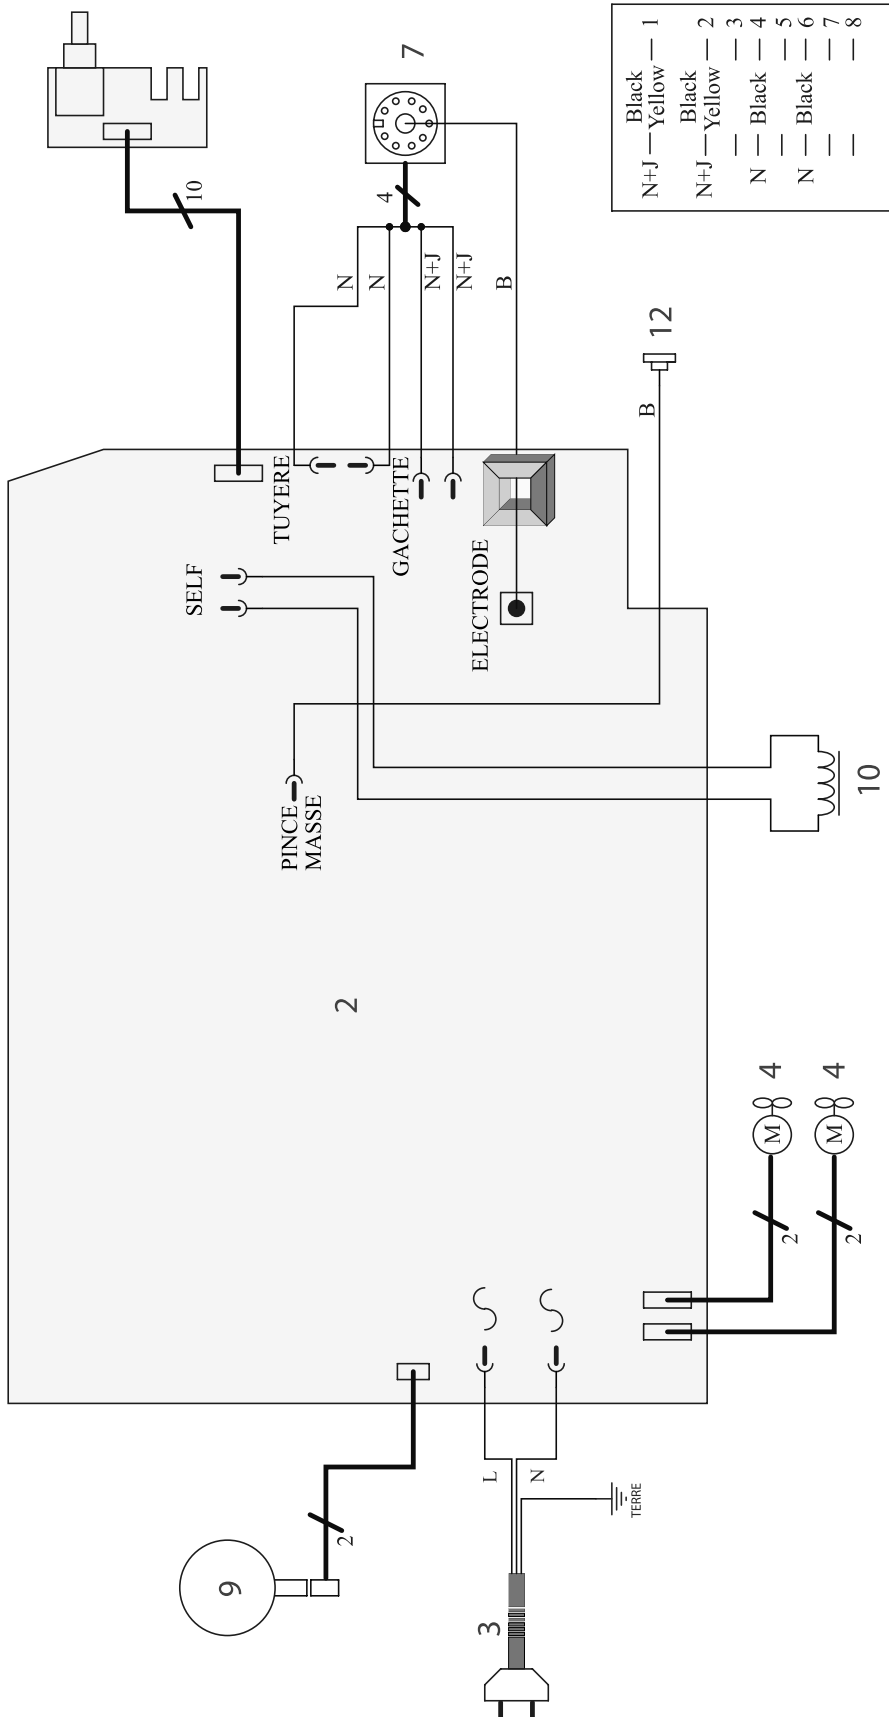 10
7
4
N
N
N+J
N+J
B
N+J — Black Yellow — 1
N+J — Black Yellow — 2
— — 3
N — Black — 4
— — 5
N — Black — 6
— — 7
— — 8
12
B
TUYERE
GACHETTE
ELECTRODE
SELF
PINCE
MASSE
10
2
4
4
M
M
2
2
L
N
TERRE
2
9
3